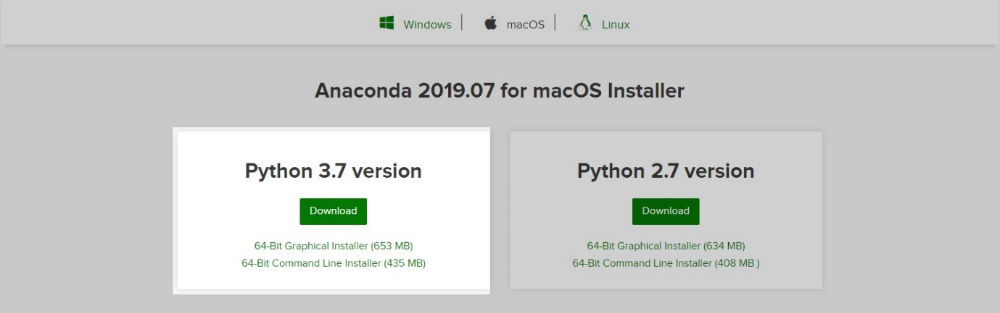 Windows macOS Linux
Anaconda 2019.07 for macOS Installer
Python 3.7 version
Download
64-Bit Graphical Installer (653 MB)
64-Bit Command Line Installer (435 MB)
Python 2.7 version
Download
64-Bit Graphical Installer (634 MB)
64-Bit Command Line Installer (408 MB )